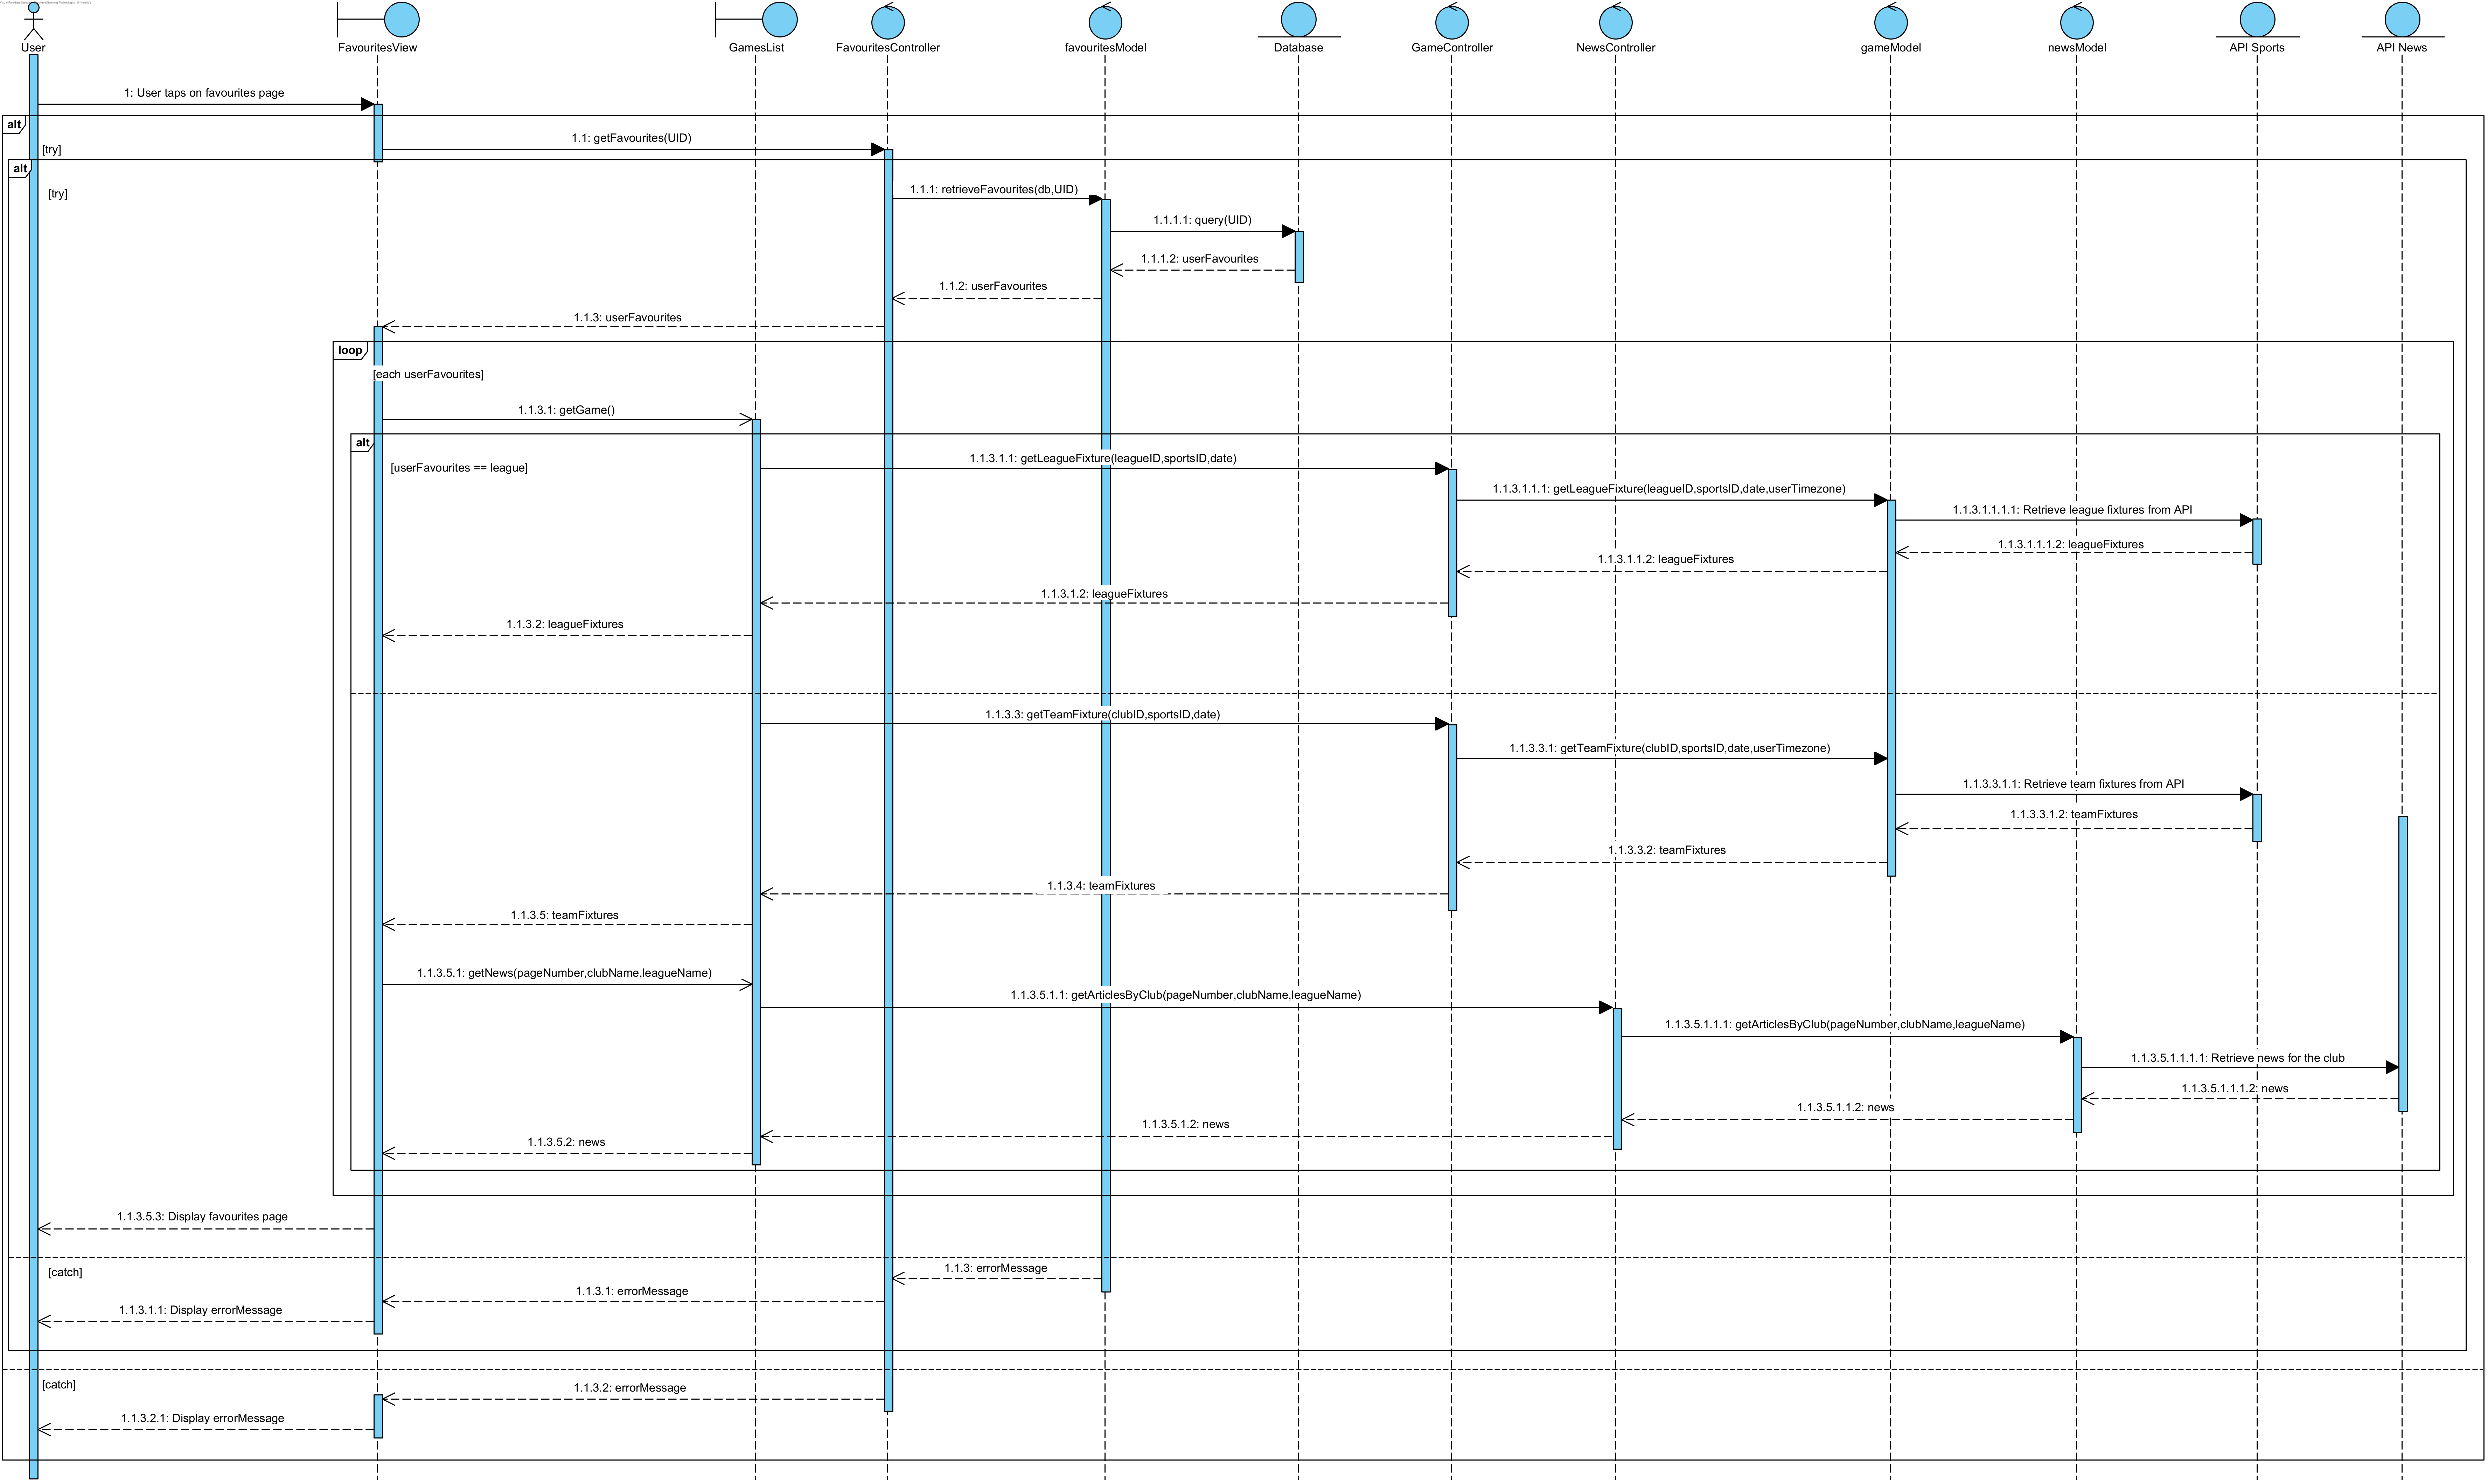 User
FavouritesView
GamesList
FavouritesController
favouritesModel
Database
GameController
NewsController
gameModel
newsModel
API Sports
API News
1: User taps on favourites page
alt
1.1: getFavourites(UID)
[try]
alt
[try]
1.1.1: retrieveFavourites(db,UID)
1.1.1.1: query(UID)
1.1.1.2: userFavourites
1.1.2: userFavourites
1.1.3: userFavourites
loop
[each userFavourites]
1.1.3.1: getGame()
alt
[userFavourites == league]
1.1.3.1.1: getLeagueFixture(leagueID,sportsID,date)
1.1.3.1.1.1: getLeagueFixture(leagueID,sportsID,date,userTimezone)
1.1.3.1.1.1.1: Retrieve league fixtures from API
1.1.3.1.1.1.2: leagueFixtures
1.1.3.1.1.2: leagueFixtures
1.1.3.1.2: leagueFixtures
1.1.3.2: leagueFixtures
1.1.3.3: getTeamFixture(clubID,sportsID,date)
1.1.3.3.1: getTeamFixture(clubID,sportsID,date,userTimezone)
1.1.3.3.1.1: Retrieve team fixtures from API
1.1.3.3.1.2: teamFixtures
1.1.3.3.2: teamFixtures
1.1.3.4: teamFixtures
1.1.3.5: teamFixtures
1.1.3.5.1: getNews(pageNumber,clubName,leagueName)
1.1.3.5.1.1: getArticlesByClub(pageNumber,clubName,leagueName)
1.1.3.5.1.1.1: getArticlesByClub(pageNumber,clubName,leagueName)
1.1.3.5.1.1.1.1: Retrieve news for the club
1.1.3.5.1.1.1.2: news
1.1.3.5.1.1.2: news
1.1.3.5.1.2: news
1.1.3.5.2: news
1.1.3.5.3: Display favourites page
[catch]
1.1.3: errorMessage
1.1.3.1: errorMessage
1.1.3.1.1: Display errorMessage
[catch]
1.1.3.2: errorMessage
1.1.3.2.1: Display errorMessage